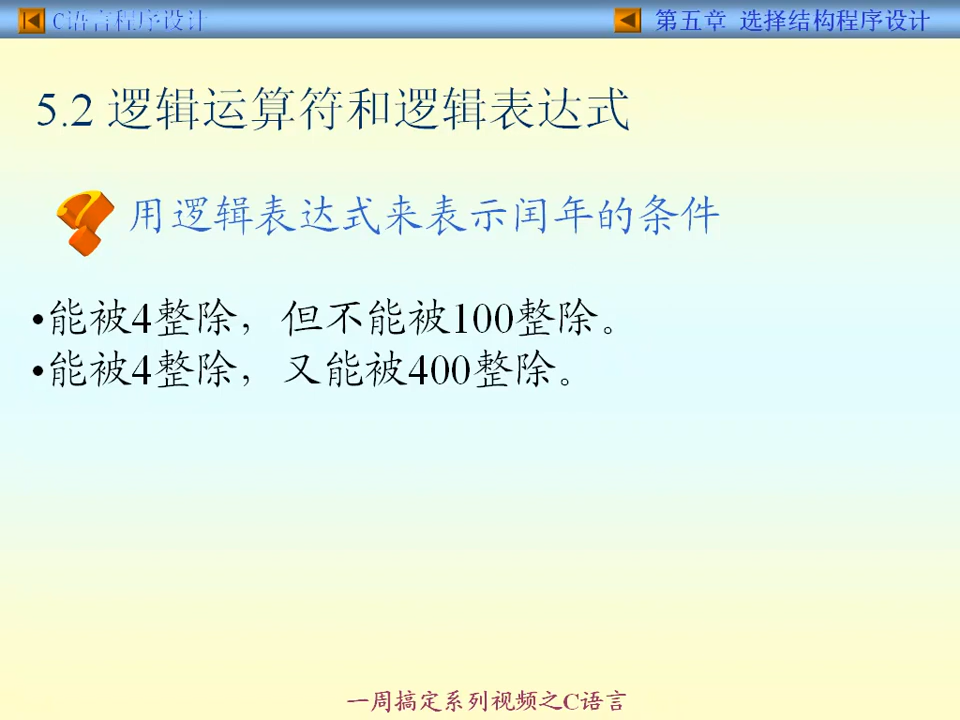 C语言程序设计
第五章 选择结构程序设计
5.2 逻辑运算符和逻辑表达式
用逻辑表达式来表示闰年的条件
•能被4整除，但不能被100整除。
•能被4整除，又能被400整除。
一周搞定系列视频之C语言